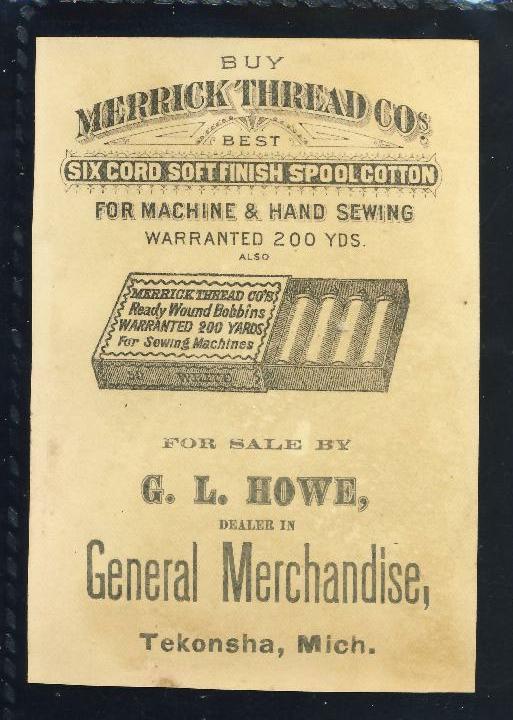 BUY
MERRICK THREAD CO'S
BEST
SIX CORD SOFT FINISH SPOOL COTTON
FOR MACHINE & HAND SEWING
WARRANTED 200 YDS.
ALSO
MERRICK THREAD CO'S
Ready Wound Bobbins
WARRANTED 200 YARDS
For Sewing Machines
FOR SALE BY
G. L. HOWE,
DEALER IN
General Merchandise,
Tekonsha, Mich.